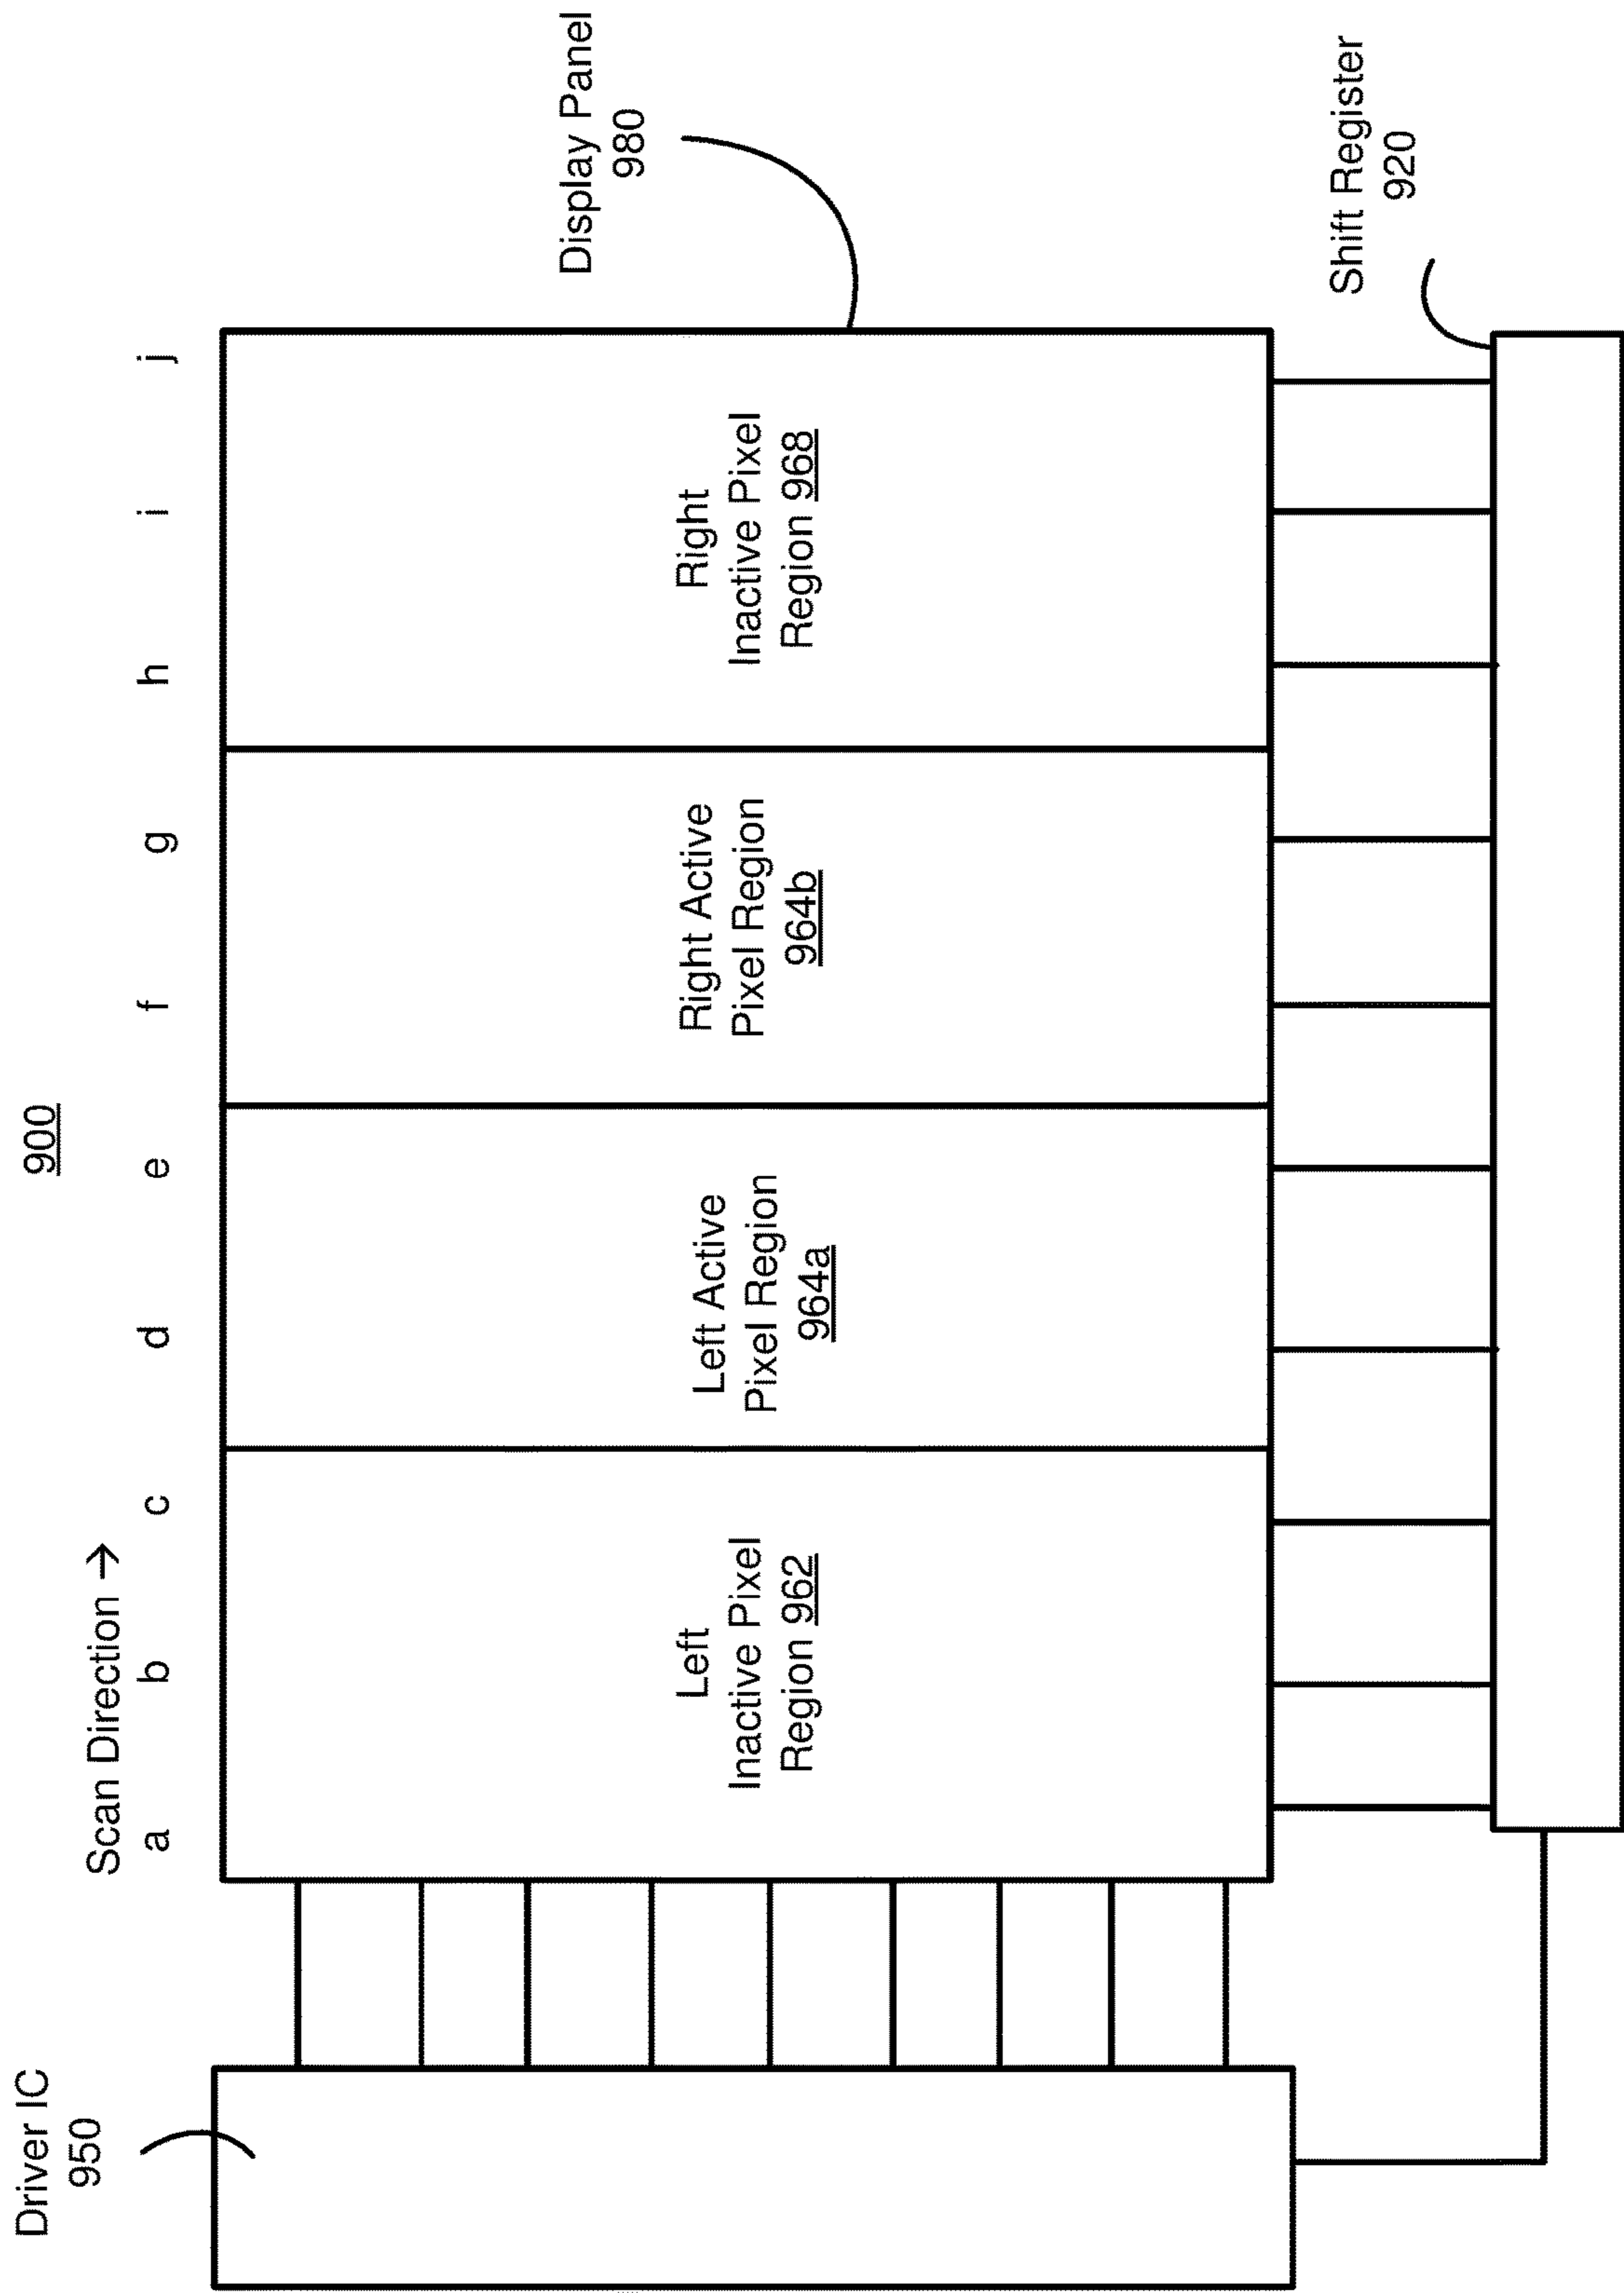 900
Scan Direction →
a b c d e f g h i j
Driver IC
950
Display Panel
980
Left
Inactive Pixel
Region 962
Left Active
Pixel Region
964a
Right Active
Pixel Region
964b
Right
Inactive Pixel
Region 968
Shift Register
920